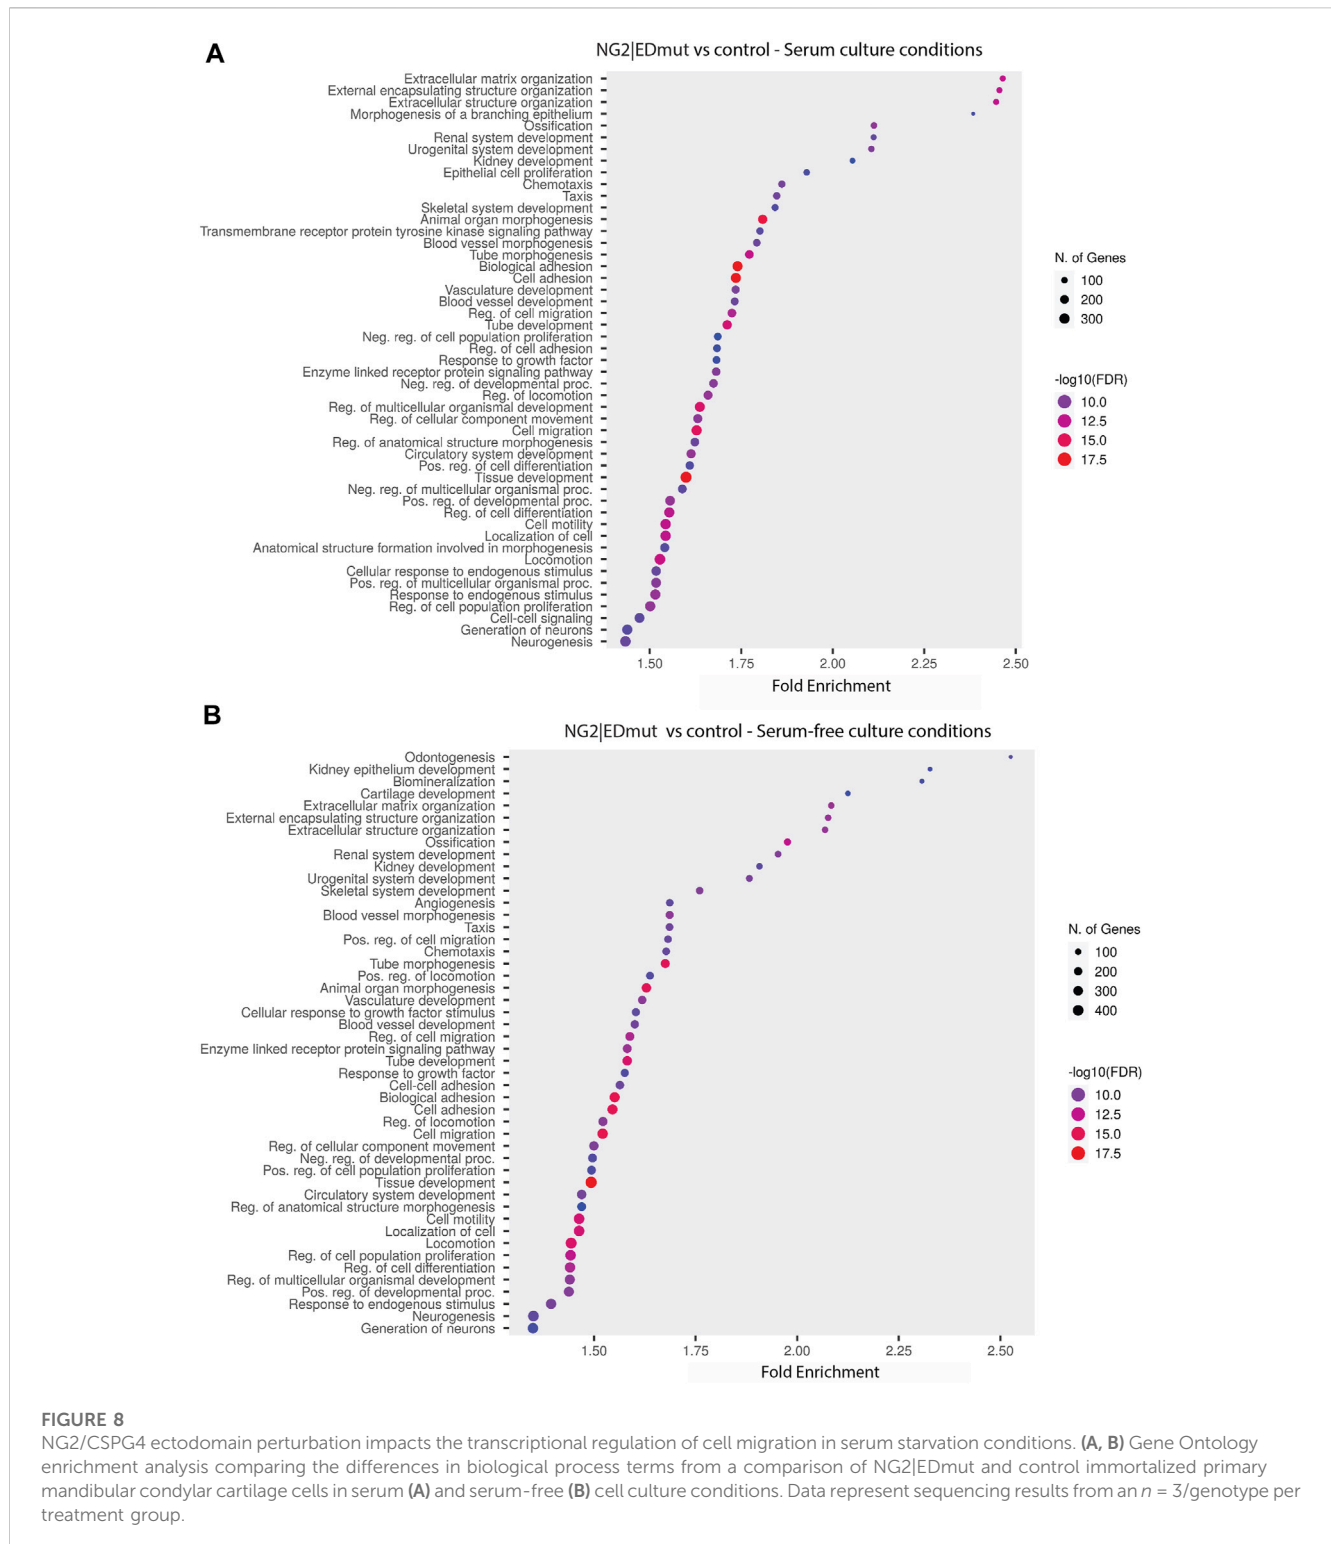 A
NG2|EDmut vs control - Serum culture conditions
Extracellular matrix organization
External encapsulating structure organization
Extracellular structure organization
Morphogenesis of a branching epithelium
Ossification
Renal system development
Urogenital system development
Kidney development
Epithelial cell proliferation
Chemotaxis
Taxis
Skeletal system development
Animal organ morphogenesis
Transmembrane receptor protein tyrosine kinase signaling pathway
Blood vessel morphogenesis
Tube morphogenesis
Biological adhesion
Cell adhesion
Vasculature development
Blood vessel development
Reg. of cell migration
Tube development
Neg. reg. of cell population proliferation
Reg. of cell adhesion
Response to growth factor
Enzyme linked receptor protein signaling pathway
Neg. reg. of developmental proc.
Reg. of locomotion
Reg. of multicellular organismal development
Reg. of cellular component movement
Cell migration
Reg. of anatomical structure morphogenesis
Circulatory system development
Pos. reg. of cell differentiation
Tissue development
Neg. reg. of multicellular organismal proc.
Pos. reg. of developmental proc.
Reg. of cell differentiation
Cell motility
Localization of cell
Anatomical structure formation involved in morphogenesis
Locomotion
Cellular response to endogenous stimulus
Pos. reg. of multicellular organismal proc.
Response to endogenous stimulus
Reg. of cell population proliferation
Cell-cell signaling
Generation of neurons
Neurogenesis
1.50 1.75 2.00 2.25 2.50
Fold Enrichment
N. of Genes
100
200
300
-log10(FDR)
10.0
12.5
15.0
17.5
B
NG2|EDmut vs control - Serum-free culture conditions
Odontogenesis
Kidney epithelium development
Biomineralization
Cartilage development
Extracellular matrix organization
External encapsulating structure organization
Extracellular structure organization
Ossification
Renal system development
Kidney development
Urogenital system development
Skeletal system development
Angiogenesis
Blood vessel morphogenesis
Taxis
Pos. reg. of cell migration
Chemotaxis
Tube morphogenesis
Pos. reg. of locomotion
Animal organ morphogenesis
Vasculature development
Cellular response to growth factor stimulus
Blood vessel development
Reg. of cell migration
Enzyme linked receptor protein signaling pathway
Tube development
Response to growth factor
Cell-cell adhesion
Biological adhesion
Cell adhesion
Reg. of locomotion
Cell migration
Reg. of cellular component movement
Neg. reg. of developmental proc.
Pos. reg. of cell population proliferation
Tissue development
Circulatory system development
Reg. of anatomical structure morphogenesis
Cell motility
Localization of cell
Locomotion
Reg. of cell population proliferation
Reg. of cell differentiation
Reg. of multicellular organismal development
Pos. reg. of developmental proc.
Response to endogenous stimulus
Neurogenesis
Generation of neurons
1.50 1.75 2.00 2.25 2.50
Fold Enrichment
N. of Genes
100
200
300
400
-log10(FDR)
10.0
12.5
15.0
17.5
FIGURE 8
NG2/CSPG4 ectodomain perturbation impacts the transcriptional regulation of cell migration in serum starvation conditions. (A, B) Gene Ontology
enrichment analysis comparing the differences in biological process terms from a comparison of NG2|EDmut and control immortalized primary
mandibular condylar cartilage cells in serum (A) and serum-free (B) cell culture conditions. Data represent sequencing results from an n = 3/genotype per
treatment group.